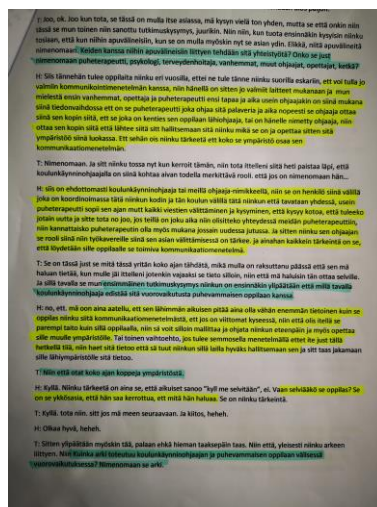 T: Joo, ok. Joo kun tota, se tässä on mulla itse asiassa, mä kysyn vielä ton yhden, mutta se että onkin niin
tässä se mun toinen niin sanottu tutkimuskysymys, juurikin. Niin niin, kun tuota ensinnäkin kysyisin niinku
tosiaan, että kun niihin apuvälineisiin, kun se on mulla myöskin nyt se asian ydin. Elikkä, niitä apuvälineitä
nimenomaan. Keiden kanssa niihin apuvälineisiin liittyen tehdään sitä yhteistyötä? Onko se just
nimenomaan puheterapeutti, psykologi, terveydenhoitaja, vanhemmat, muut ohjaajat, opettajat, ketkä?
H: Siis tännehän tulee oppilaita niinku eri vuosilla, ettei ne tule tänne niinku suorilla eskariin, et voi tulla jo
valmiin kommunikointimenetelmän kanssa, niin hänellä on sitten jo valmiit laitteet mukanaan ja mun
mielestä ensin vanhemmat, opettaja ja puheterapeutti ensi tapaa ja aika usein ohjaajakin on siinä mukana
siinä tiedonsaidossa ett on se puheterapeutti joka ohjaa sitä palaveria ja aika nopeesti se ohjaaja ottaa
siinä sen kopin siitä, et se joka on kenties sen oppilaan lähiohjaaja, tai on hänelle nimetty ohjaaja, niin
ottaa sen kopin siitä että lähtee siitä sitt hallitsemaan sitä niinku mikä se on ja opettaa sitten sitä
ympäristöö siinä luokassa. Ett sehän ois niinku tärkeetä ett koko se ympäristö osaa sen
kommunikaatiomenetelmän.
T: Nimenomaan. Ja sitt niinku tossa nyt kun kerroit tämän, niin tota ittelleni siitä heti paistaa läpi, että
koulunkäynninohjaajalla on siinä kohtaa aivan todella merkittävä rooli. että jos on nimenomaan hän...
H: siis on ehdottomasti koulunkäynninohjaaja tai meillä ohjaaja-nimikkeellä, niin se on henkilö siinä välitä
joka on koordinoimassa tätä niinkun kodin ja tän koulun välitä tätä toimivaa kommunikaatiota ett, usein
puheterapeutti sopii sen ajan mutt kaikki viestien välittäminen ja kysyminen, että kysyy kotoa, että tuleeko
jotain uutta ja sitte tota no joo, jos teillä on joku aika niin olisitteko yhteydessä meidän puheterapeuttiin,
niin kannattaisko puheterapeutin olla myös mukana jossain uudessa jutussa. Ja sitten niinku sen ohjaajan
se rooli siinä niin työkavereille siinä sen asian välittämisessä on tärkee. ja ainahan kaikkein tärkeintä on se,
että löydetään sille oppilaalle se toimiva kommunikaatiomenetelmä.
T: Se on tässä just se mitä tässä yritän koko ajan tähdätä, mikä mulla on raksuttanu päässä että sen mä
haluan tietää, kun mulle jäi itselleni jotenkin vajaaksi se tieto silloin, niin että mä haluisin tän ottaa selville.
Ja sillä tavalla se mun ensimmäinen tutkimuskysymys niinkun on ensinnäkin ylipäätään että millä tavalla
koulunkäynninohjaaja edistää sitä vuorovaikutusta puhevammaisen oppilaan kanssa.
H: no, ett, mä oon aina aatellu, ett sen lähimmän aikuisen pitää aina olla vähän enemmän tietoinen kuin se
oppilas niinku siitä kommunikaatiomenetelmästä, ett jos on viittomat kyseessä, niin että olis itellä se
parempi taito kuin sillä oppilaalla, niin sä voit silloin mallittaa ja ohjata niinkun eteenpäin ja myös opettaa
sille muulle ympäristölle. Tai toinen vaihtoehto, jos tulee semmosella menetelmällä ettet ite just tällä
hetkellä tiiä, niin haet sitä tietoo että sä tuut niinkun sillä lailla hyväks hallitsemaan sen ja sitt taas jakamaan
sille lähiympäristölle sitä tietoo.
T: Niin että otat koko ajan koppeja ympäristöstä.
H: Kyllä. Niinku tärkeetä on aina se, että aikuiset sanoo "kyll me selvitään", ei. Vaan selviääkö se oppilas? Se
on se ykkösasia, että hän saa kerrottua, ett mitä hän haluaa. Se on niinku tärkeintä.
T: Kyllä. tota niin. sitt jos mä meen seuraavaan. Ja kiitos, heheh.
H: Olkaa hyvä, heheh.
T: Sitten ylipäätään myöskin tää, palaan ehkä hieman taaksepäin taas. Niin että, yleisesti niinku arkeen
liittyen. Niin kuinka arki toteutuu koulunkäynninohjaajan ja puhevammaisen oppilaan välisessä
vuorovaikutuksessa? Nimenomaan se arki.